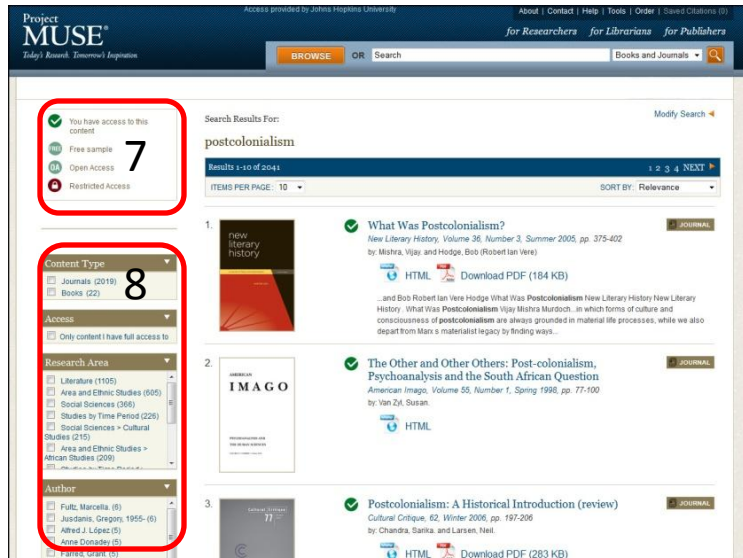 Project
MUSE®
Today's Research. Tomorrow's Inspiration
Access provided by Johns Hopkins University
About | Contact | Help | Tools | Order | Saved Citations (0)
for Researchers for Librarians for Publishers
BROWSE OR Search Books and Journals
You have access to this
content
FREE Free sample
OA Open Access
Restricted Access
7
Search Results For:
Modify Search
postcolonialism
Results 1-10 of 2041
1 2 3 4 NEXT
ITEMS PER PAGE: 10
SORT BY: Relevance
Content Type
Journals (2019)
Books (22)
8
Access
Only content I have full access to
Research Area
Literature (1105)
Area and Ethnic Studies (605)
Social Sciences (366)
Studies by Time Period (226)
Social Sciences > Cultural
Studies (215)
Area and Ethnic Studies >
African Studies (209)
Studies by Time Period >
Author
Fultz, Marcella. (6)
Jusdanis, Gregory, 1955- (6)
Alfred J. López (5)
Anne Donadey (5)
Farred, Grant. (5)
1.
new
literary
history
What Was Postcolonialism?
JOURNAL
New Literary History, Volume 36, Number 3, Summer 2005, pp. 375-402
by: Mishra, Vijay. and Hodge, Bob (Robert Ian Vere)
HTML Download PDF (184 KB)
...and Bob Robert Ian Vere Hodge What Was Postcolonialism New Literary History New Literary
History . What Was Postcolonialism Vijay Mishra Murdoch... in which forms of culture and
consciousness of postcolonialism are always grounded in material life processes, while we also
depart from Marx s materialist legacy by finding ways...
2.
AMERICAN
IMAGO
The Other and Other Others: Post-colonialism,
Psychoanalysis and the South African Question
JOURNAL
American Imago, Volume 55, Number 1, Spring 1998, pp. 77-100
by: Van Zyl, Susan.
HTML
3.
Cultural Critique
77
Postcolonialism: A Historical Introduction (review)
JOURNAL
Cultural Critique, 62, Winter 2006, pp. 197-206
by: Chandra, Sarika. and Larsen, Neil.
HTML Download PDF (283 KB)